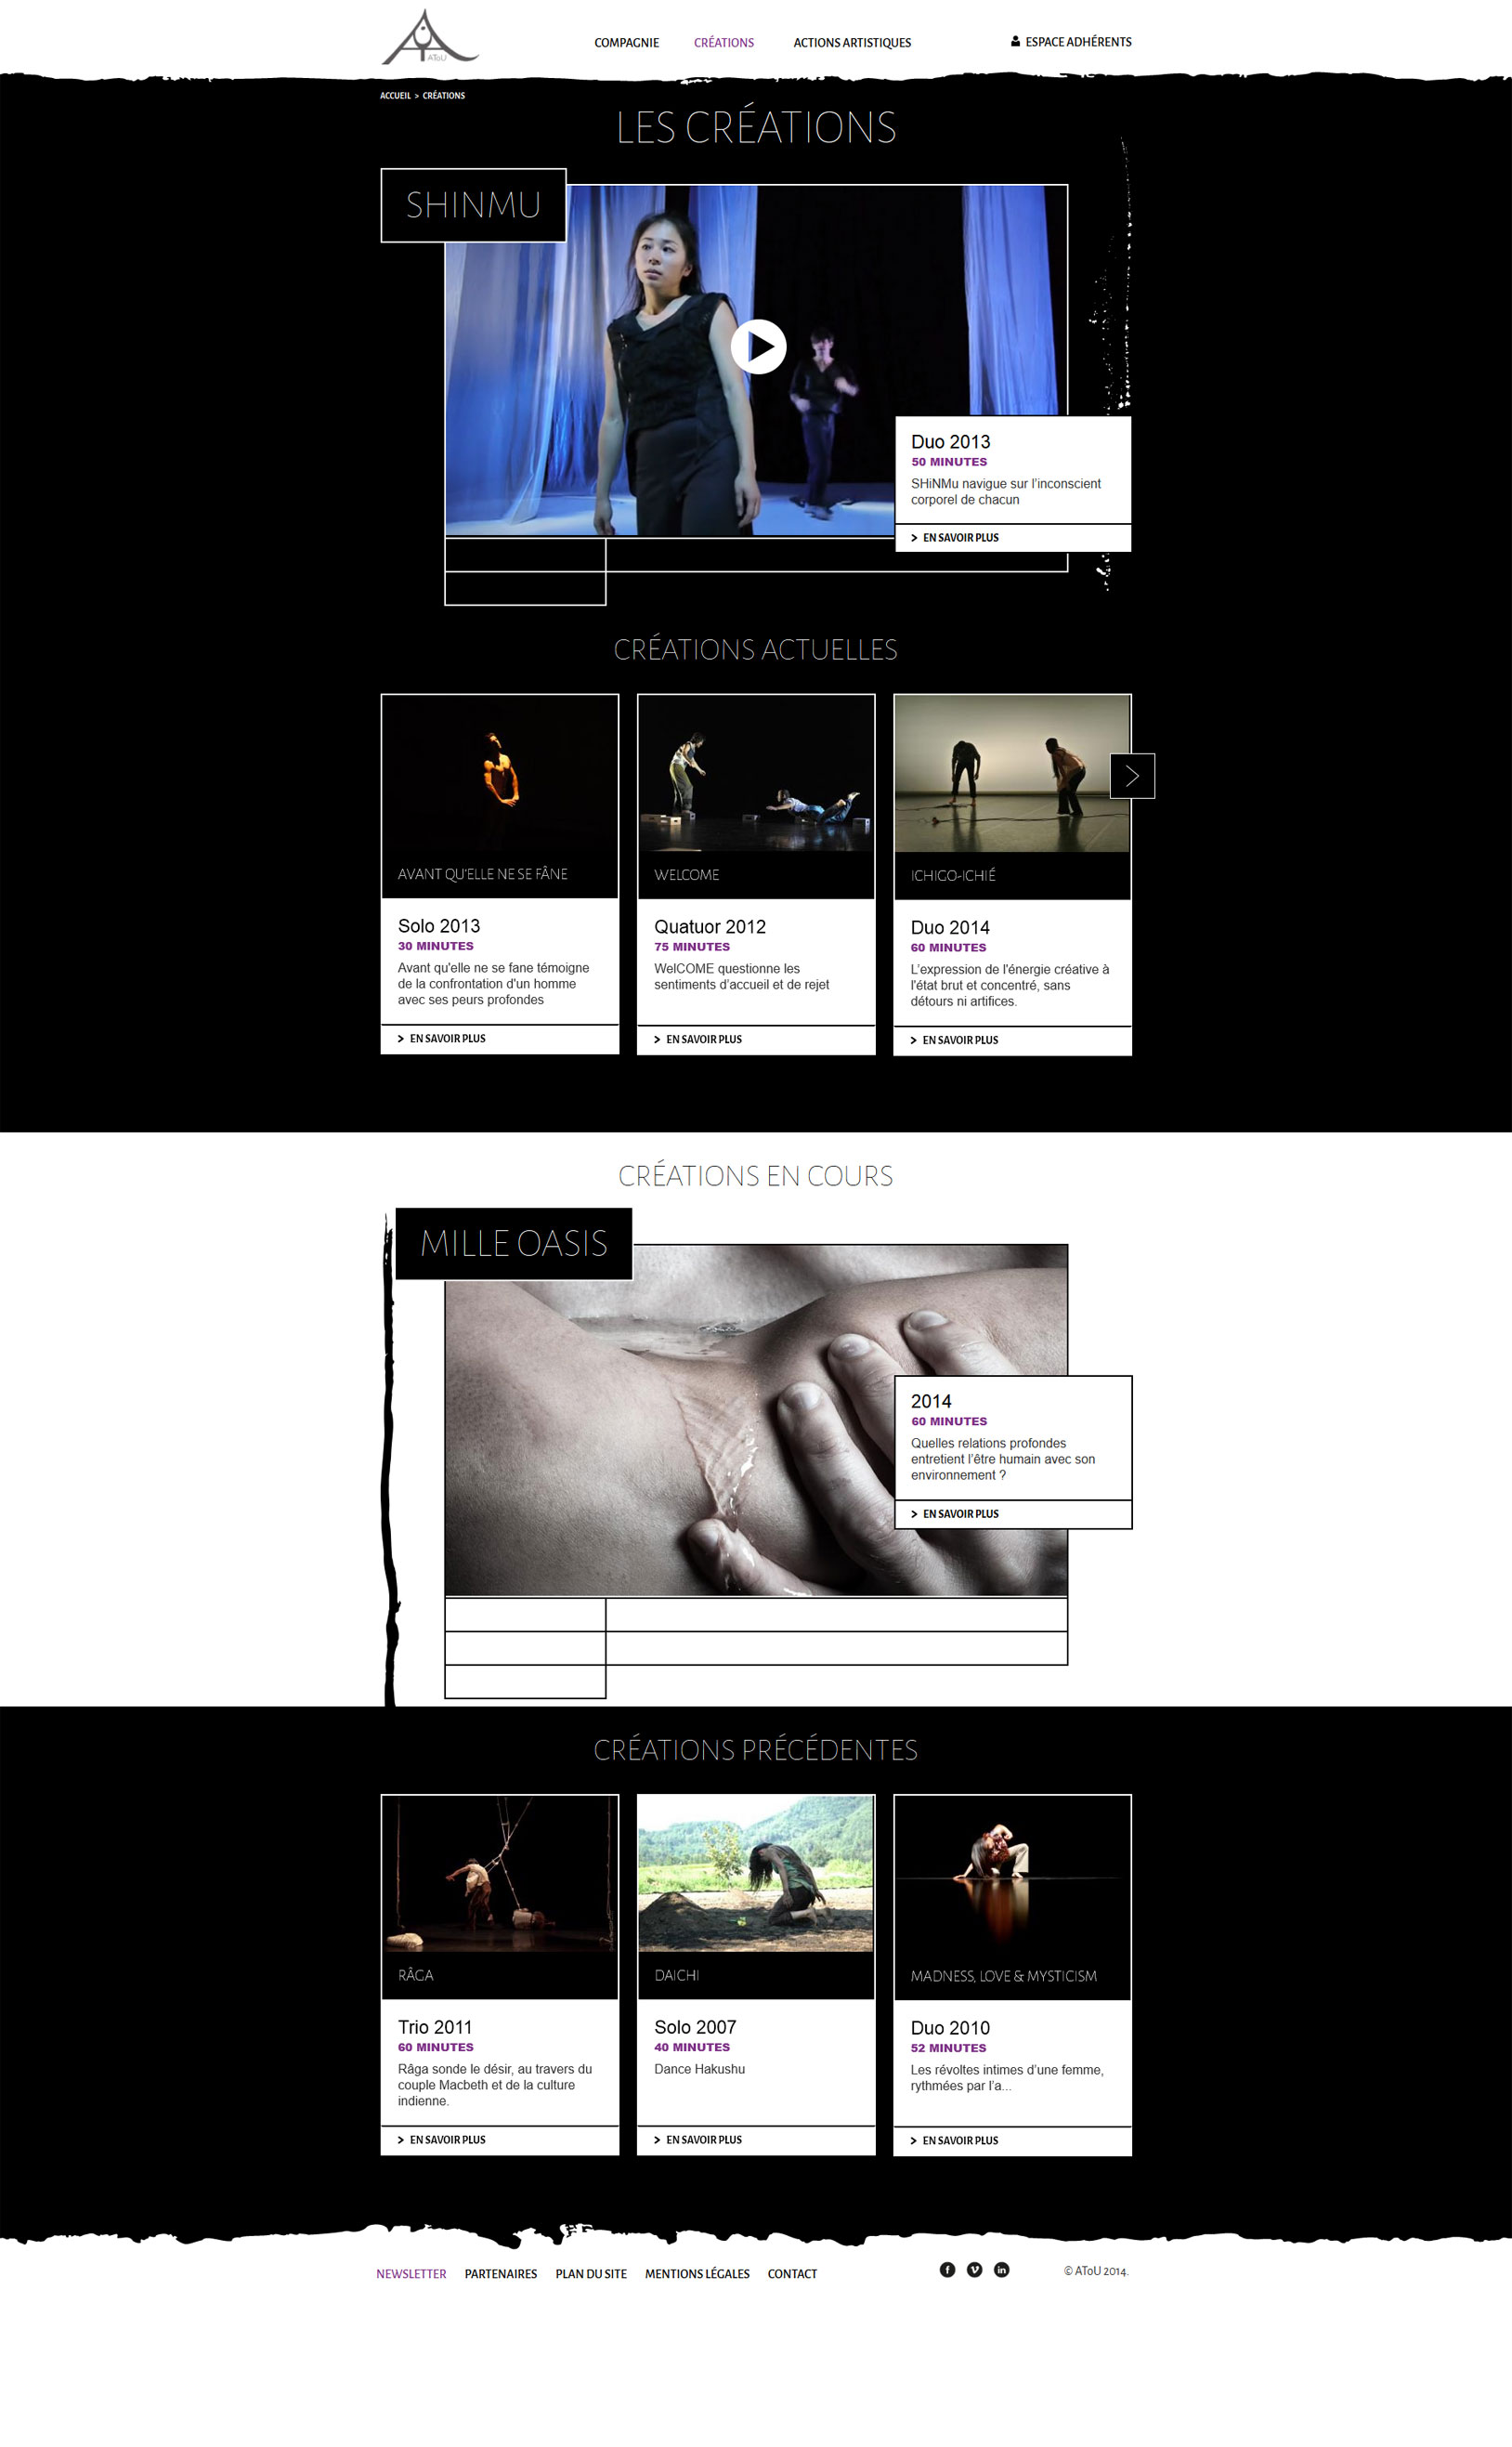 ATOU
COMPAGNIE
CRÉATIONS
ACTIONS ARTISTIQUES
ESPACE ADHÉRENTS
ACCUEIL > CRÉATIONS
LES CRÉATIONS
SHINMU
Duo 2013
50 MINUTES
SHiNMu navigue sur l'inconscient
corporel de chacun
> EN SAVOIR PLUS
CRÉATIONS ACTUELLES
AVANT QU'ELLE NE SE FÂNE
Solo 2013
30 MINUTES
Avant qu'elle ne se fane témoigne
de la confrontation d'un homme
avec ses peurs profondes
> EN SAVOIR PLUS
WELCOME
Quatuor 2012
75 MINUTES
WelCOME questionne les
sentiments d'accueil et de rejet
> EN SAVOIR PLUS
ICHIGO-ICHIÉ
Duo 2014
60 MINUTES
L'expression de l'énergie créative à
l'état brut et concentré, sans
détours ni artifices.
> EN SAVOIR PLUS
CRÉATIONS EN COURS
MILLE OASIS
2014
60 MINUTES
Quelles relations profondes
entretient l'être humain avec son
environnement ?
> EN SAVOIR PLUS
CRÉATIONS PRÉCÉDENTES
RÂGA
Trio 2011
60 MINUTES
Râga sonde le désir, au travers du
couple Macbeth et de la culture
indienne.
> EN SAVOIR PLUS
DAICHI
Solo 2007
40 MINUTES
Dance Hakushu
> EN SAVOIR PLUS
MADNESS, LOVE & MYSTICISM
Duo 2010
52 MINUTES
Les révoltes intimes d'une femme,
rythmées par l'a...
> EN SAVOIR PLUS
NEWSLETTER
PARTENAIRES
PLAN DU SITE
MENTIONS LÉGALES
CONTACT
© AToU 2014.